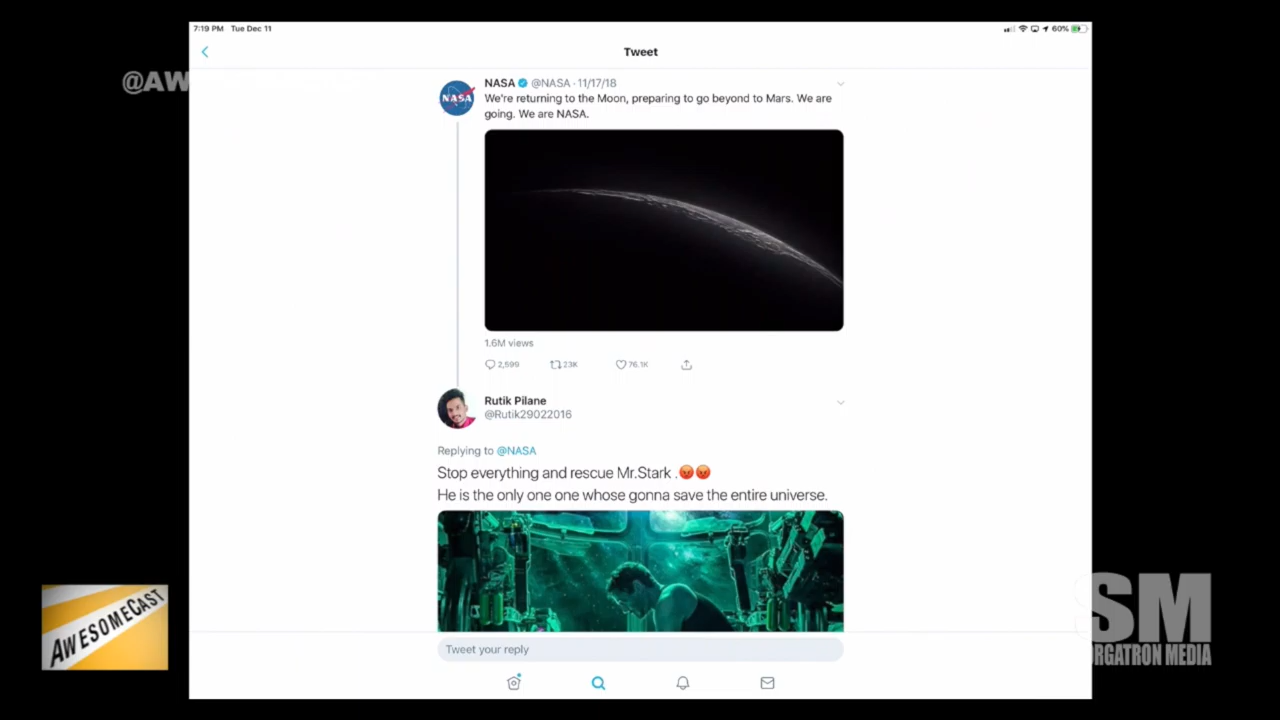 7:19 PM Tue Dec 11
60%
Tweet
@AW
NASA @NASA · 11/17/18
NASA
We're returning to the Moon, preparing to go beyond to Mars. We are
going. We are NASA.
1.6M views
2,599 23K 76.1K
Rutik Pilane
@Rutik29022016
Replying to @NASA
Stop everything and rescue Mr.Stark .😡😡
He is the only one one whose gonna save the entire universe.
Tweet your reply
AWESOMECAST
SM
ORGATRON MEDIA